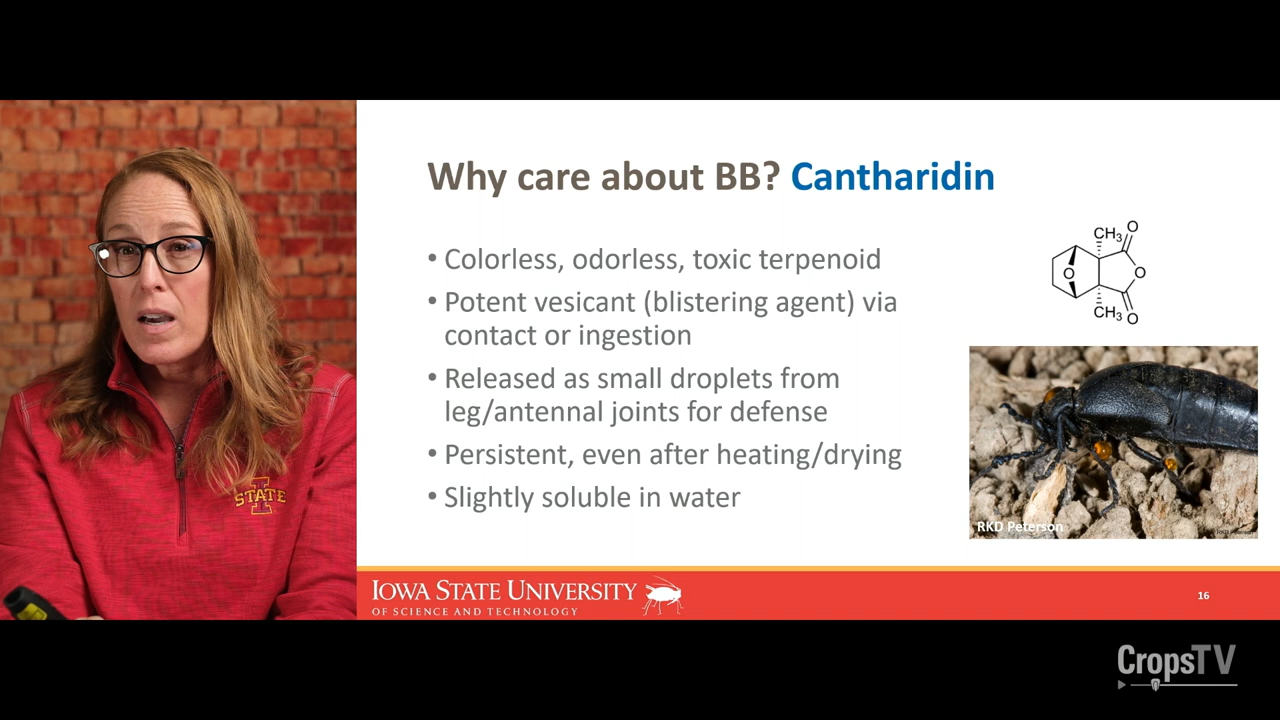 Why care about BB? Cantharidin
• Colorless, odorless, toxic terpenoid
• Potent vesicant (blistering agent) via
contact or ingestion
• Released as small droplets from
leg/antennal joints for defense
• Persistent, even after heating/drying
• Slightly soluble in water
CH3
O
O
O
O
CH3
RKD Peterson
I
STATE
IOWA STATE UNIVERSITY
OF SCIENCE AND TECHNOLOGY
16
CropsTV